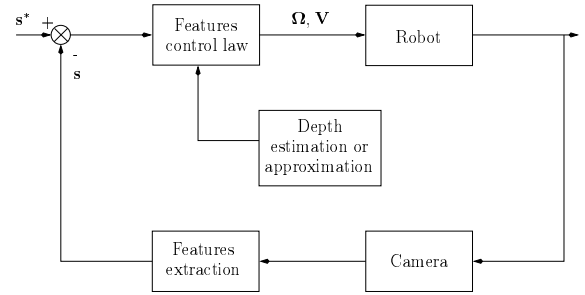 s* +
-
s
Features
control law
Ω, V
Robot
Depth
estimation or
approximation
Features
extraction
Camera